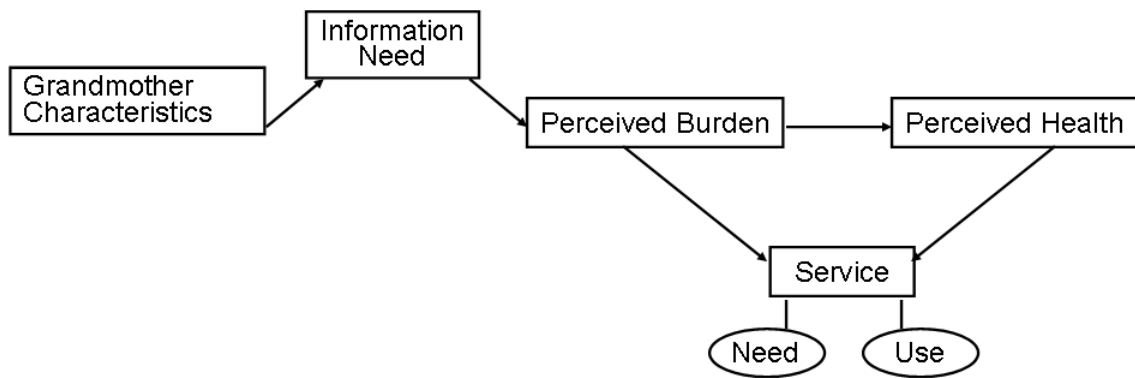 Information
Need
Grandmother
Characteristics
Perceived Burden
Perceived Health
Service
Need
Use